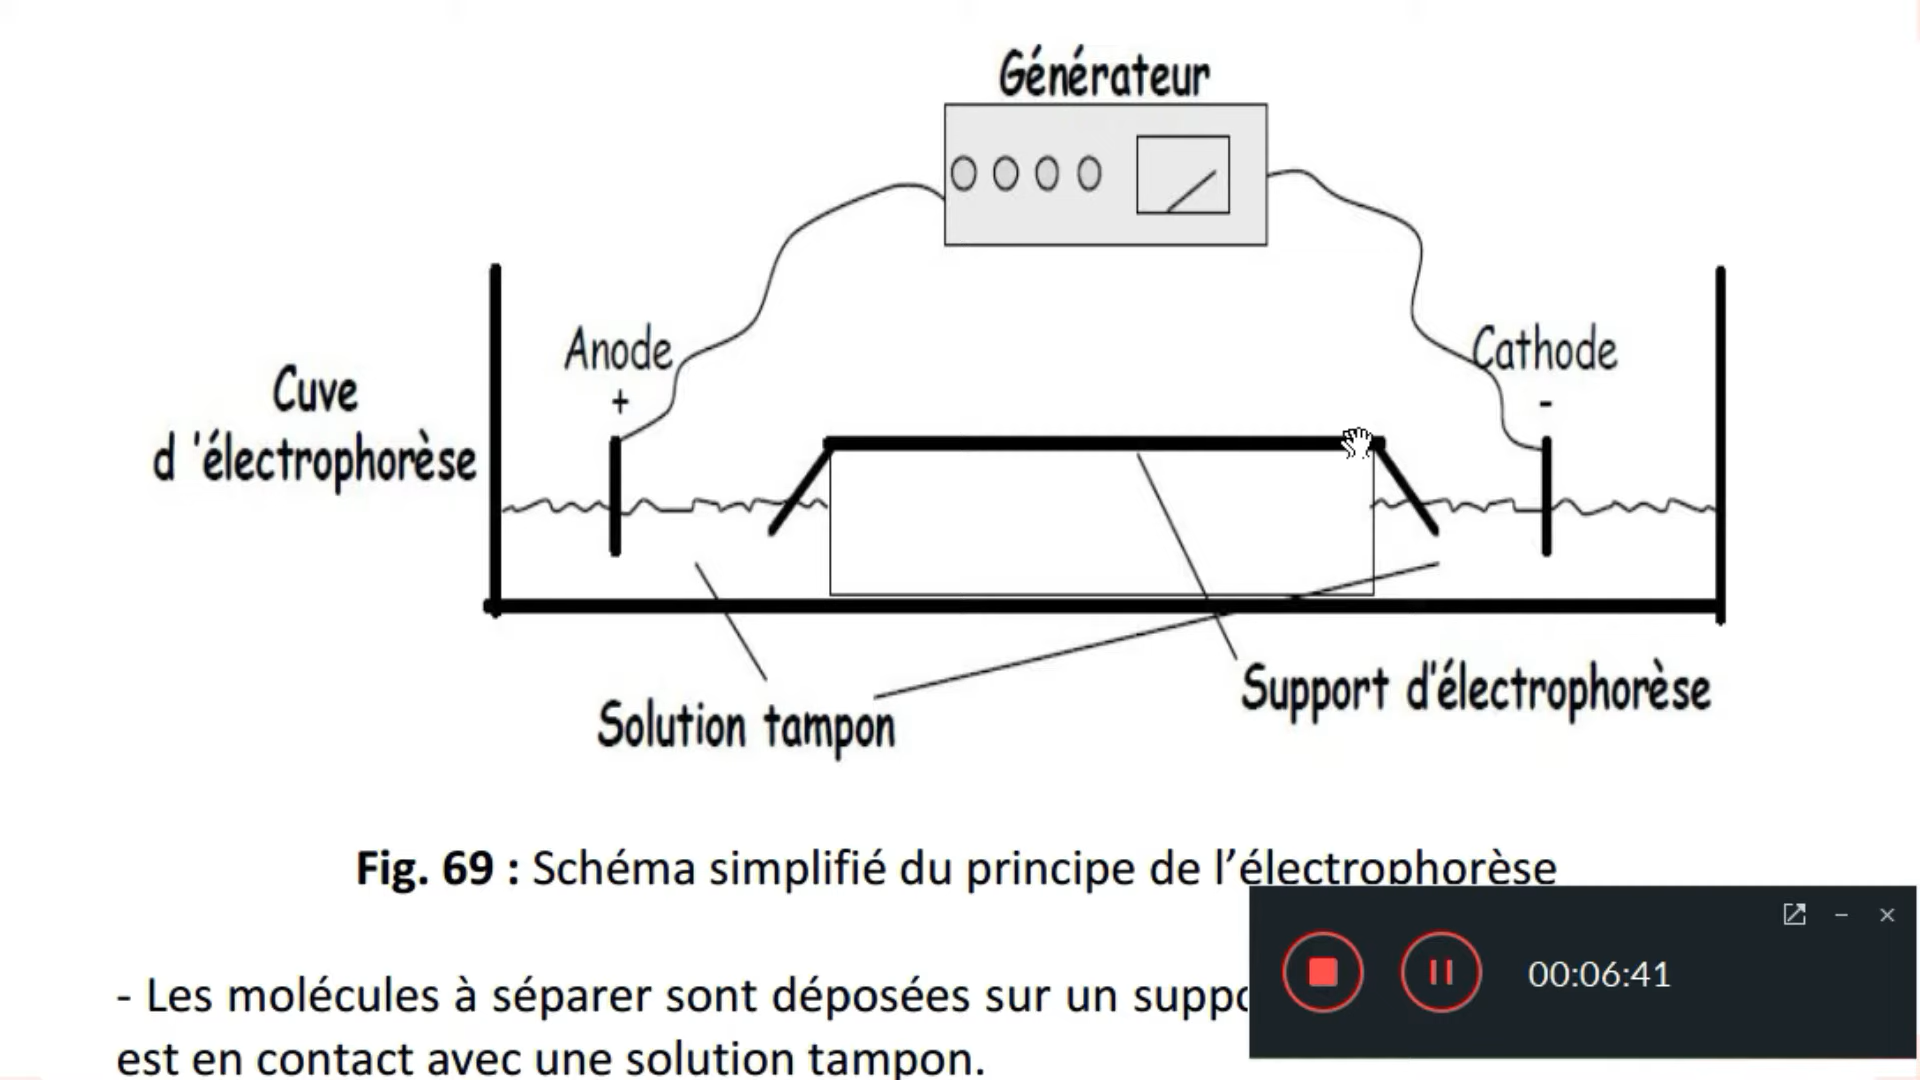 Générateur
Anode
Cathode
+
-
Cuve
d 'électrophorèse
Support d'électrophorèse
Solution tampon
Fig. 69 : Schéma simplifié du principe de l’électrophorèse
- Les molécules à séparer sont déposées sur un
est en contact avec une solution tampon.
00:06:41